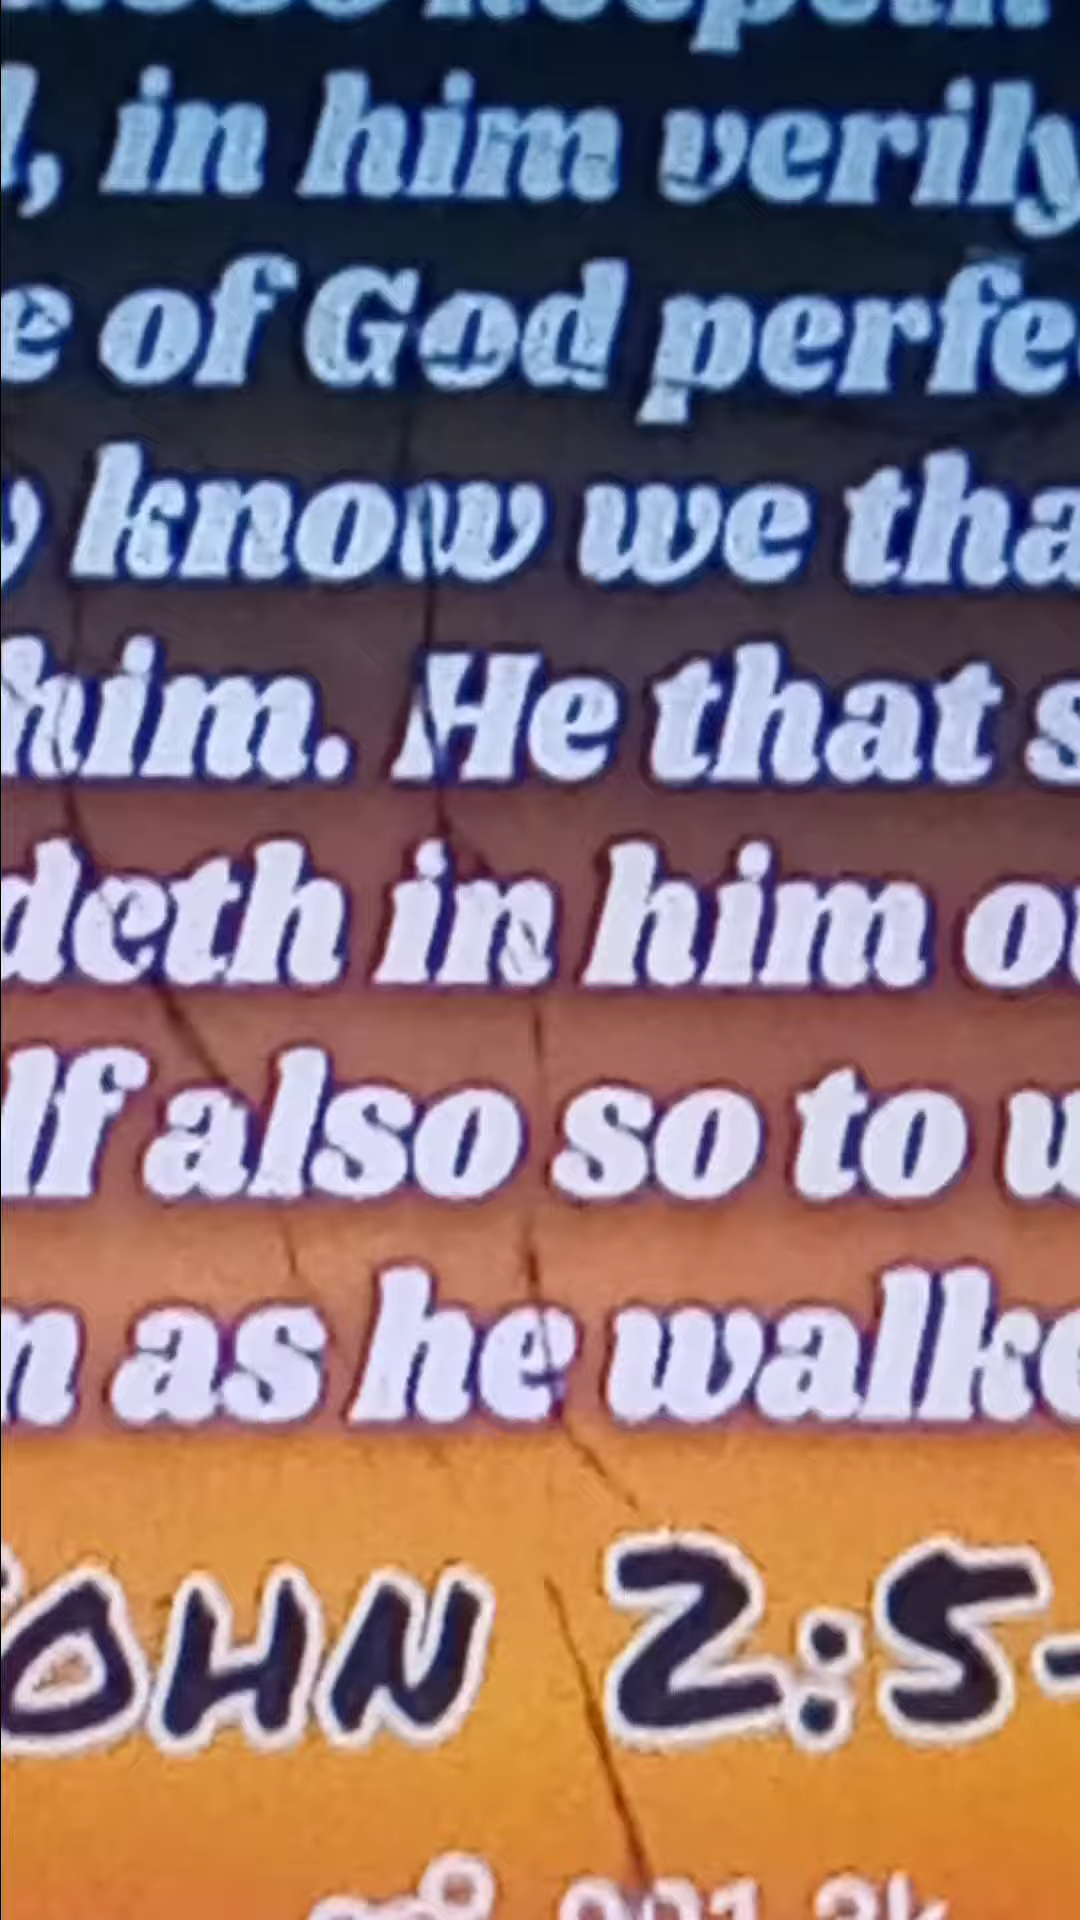 , in him verily
e of God perfe
know we tha
him. He that s
deth in him o
lf also so to
n as he walke
OHN 2:5-